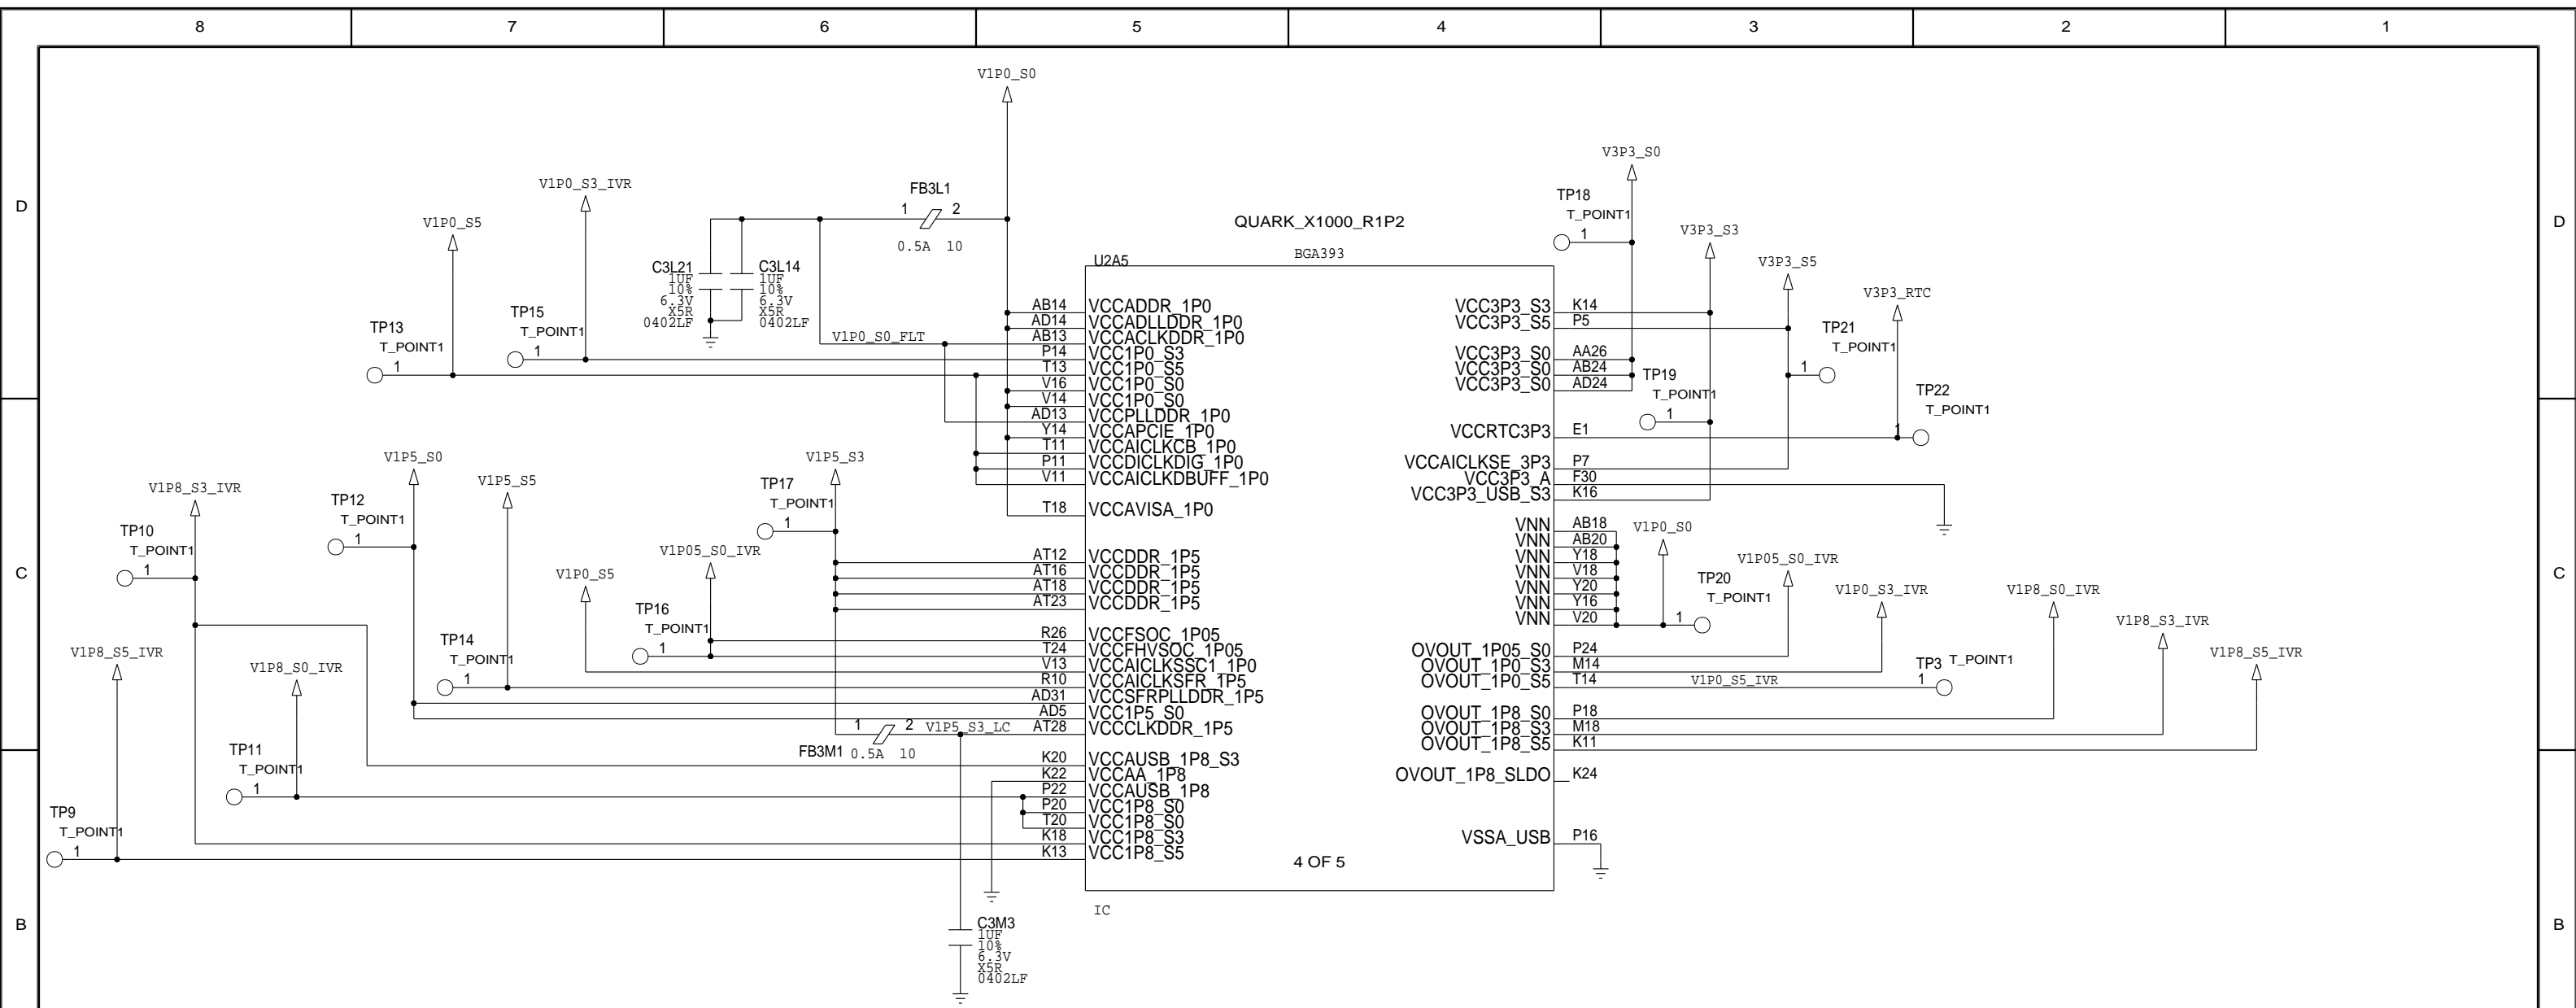 8 7 6 5 4 3 2 1
D
D
C
C
B
B
V1P0_S0
V3P3_S0
V1P0_S3_IVR
V1P0_S5
FB3L1
1 2
0.5A 10
TP18
T_POINT1
1
V3P3_S3
V3P3_S5
V3P3_RTC
QUARK_X1000_R1P2
BGA393
U2A5
C3L21
1UF
10%
6.3V
X5R
0402LF
C3L14
1UF
10%
6.3V
X5R
0402LF
TP13
T_POINT1
1
TP15
T_POINT1
1
V1P0_S0_FLT
AB14 VCCADDR_1P0
AD14 VCCADLLDDR_1P0
AB13 VCCACLKDDR_1P0
P14 VCC1P0_S3
T13 VCC1P0_S5
V16 VCC1P0_S0
V14 VCC1P0_S0
AD13 VCCPLLDDR_1P0
Y14 VCCAPCIE_1P0
T11 VCCAICLKCB_1P0
P11 VCCDICLKDIG_1P0
V11 VCCAICLKDBUFF_1P0
T18 VCCAVISA_1P0
AT12 VCCDDR_1P5
AT16 VCCDDR_1P5
AT18 VCCDDR_1P5
AT23 VCCDDR_1P5
R26 VCCFSOC_1P05
T24 VCCFHVSOC_1P05
V13 VCCAICLKSSC1_1P0
R10 VCCAICLKSFR_1P5
AD31 VCCSFRPLLDDR_1P5
AD5 VCC1P5_S0
AT28 VCCCLKDDR_1P5
K20 VCCAUSB_1P8_S3
K22 VCCAA_1P8
P22 VCCAUSB_1P8
P20 VCC1P8_S0
T20 VCC1P8_S0
K18 VCC1P8_S3
K13 VCC1P8_S5
VCC3P3_S3 K14
VCC3P3_S5 P5
VCC3P3_S0 AA26
VCC3P3_S0 AB24
VCC3P3_S0 AD24
VCCRTC3P3 E1
VCCAICLKSE_3P3 P7
VCC3P3_A F30
VCC3P3_USB_S3 K16
VNN AB18
VNN AB20
VNN Y18
VNN V18
VNN Y20
VNN Y16
VNN V20
OVOUT_1P05_S0 P24
OVOUT_1P0_S3 M14
OVOUT_1P0_S5 T14
OVOUT_1P8_S0 P18
OVOUT_1P8_S3 M18
OVOUT_1P8_S5 K11
OVOUT_1P8_SLDO K24
VSSA_USB P16
4 OF 5
IC
TP21
T_POINT1
1
TP19
T_POINT1
1
TP22
T_POINT1
1
V1P0_S0
TP20
T_POINT1
1
V1P05_S0_IVR
V1P0_S3_IVR
V1P8_S0_IVR
V1P8_S3_IVR
V1P8_S5_IVR
V1P0_S5_IVR
TP3 T_POINT1
1
V1P5_S0
V1P5_S3
V1P5_S5
V1P8_S3_IVR
TP10
T_POINT1
1
TP12
T_POINT1
1
TP17
T_POINT1
1
V1P05_S0_IVR
V1P0_S5
TP16
T_POINT1
1
TP14
T_POINT1
1
V1P8_S5_IVR
V1P8_S0_IVR
1 2 V1P5_S3_LC
FB3M1 0.5A 10
TP11
T_POINT1
1
TP9
T_POINT1
1
C3M3
1UF
10%
6.3V
X5R
0402LF